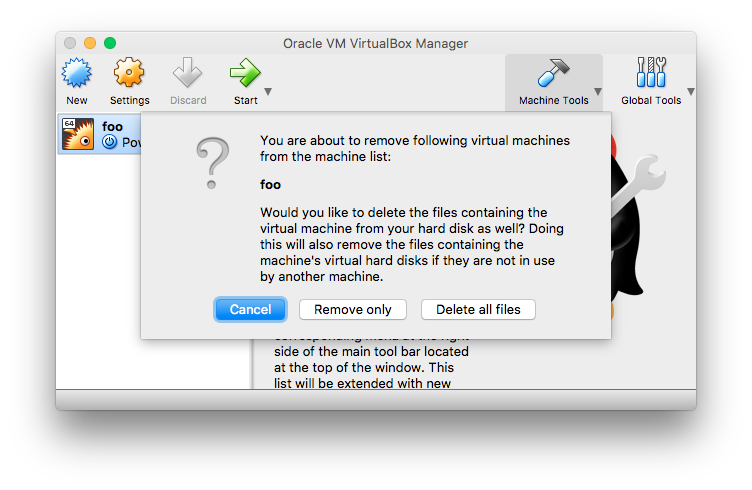 Oracle VM VirtualBox Manager
New
Settings
Discard
Start
Machine Tools
Global Tools
64
foo
You are about to remove following virtual machines
from the machine list:
foo
Would you like to delete the files containing the
virtual machine from your hard disk as well? Doing
this will also remove the files containing the
machine's virtual hard disks if they are not in use
by another machine.
Cancel
Remove only
Delete all files
side of the main tool bar located
at the top of the window. This
list will be extended with new